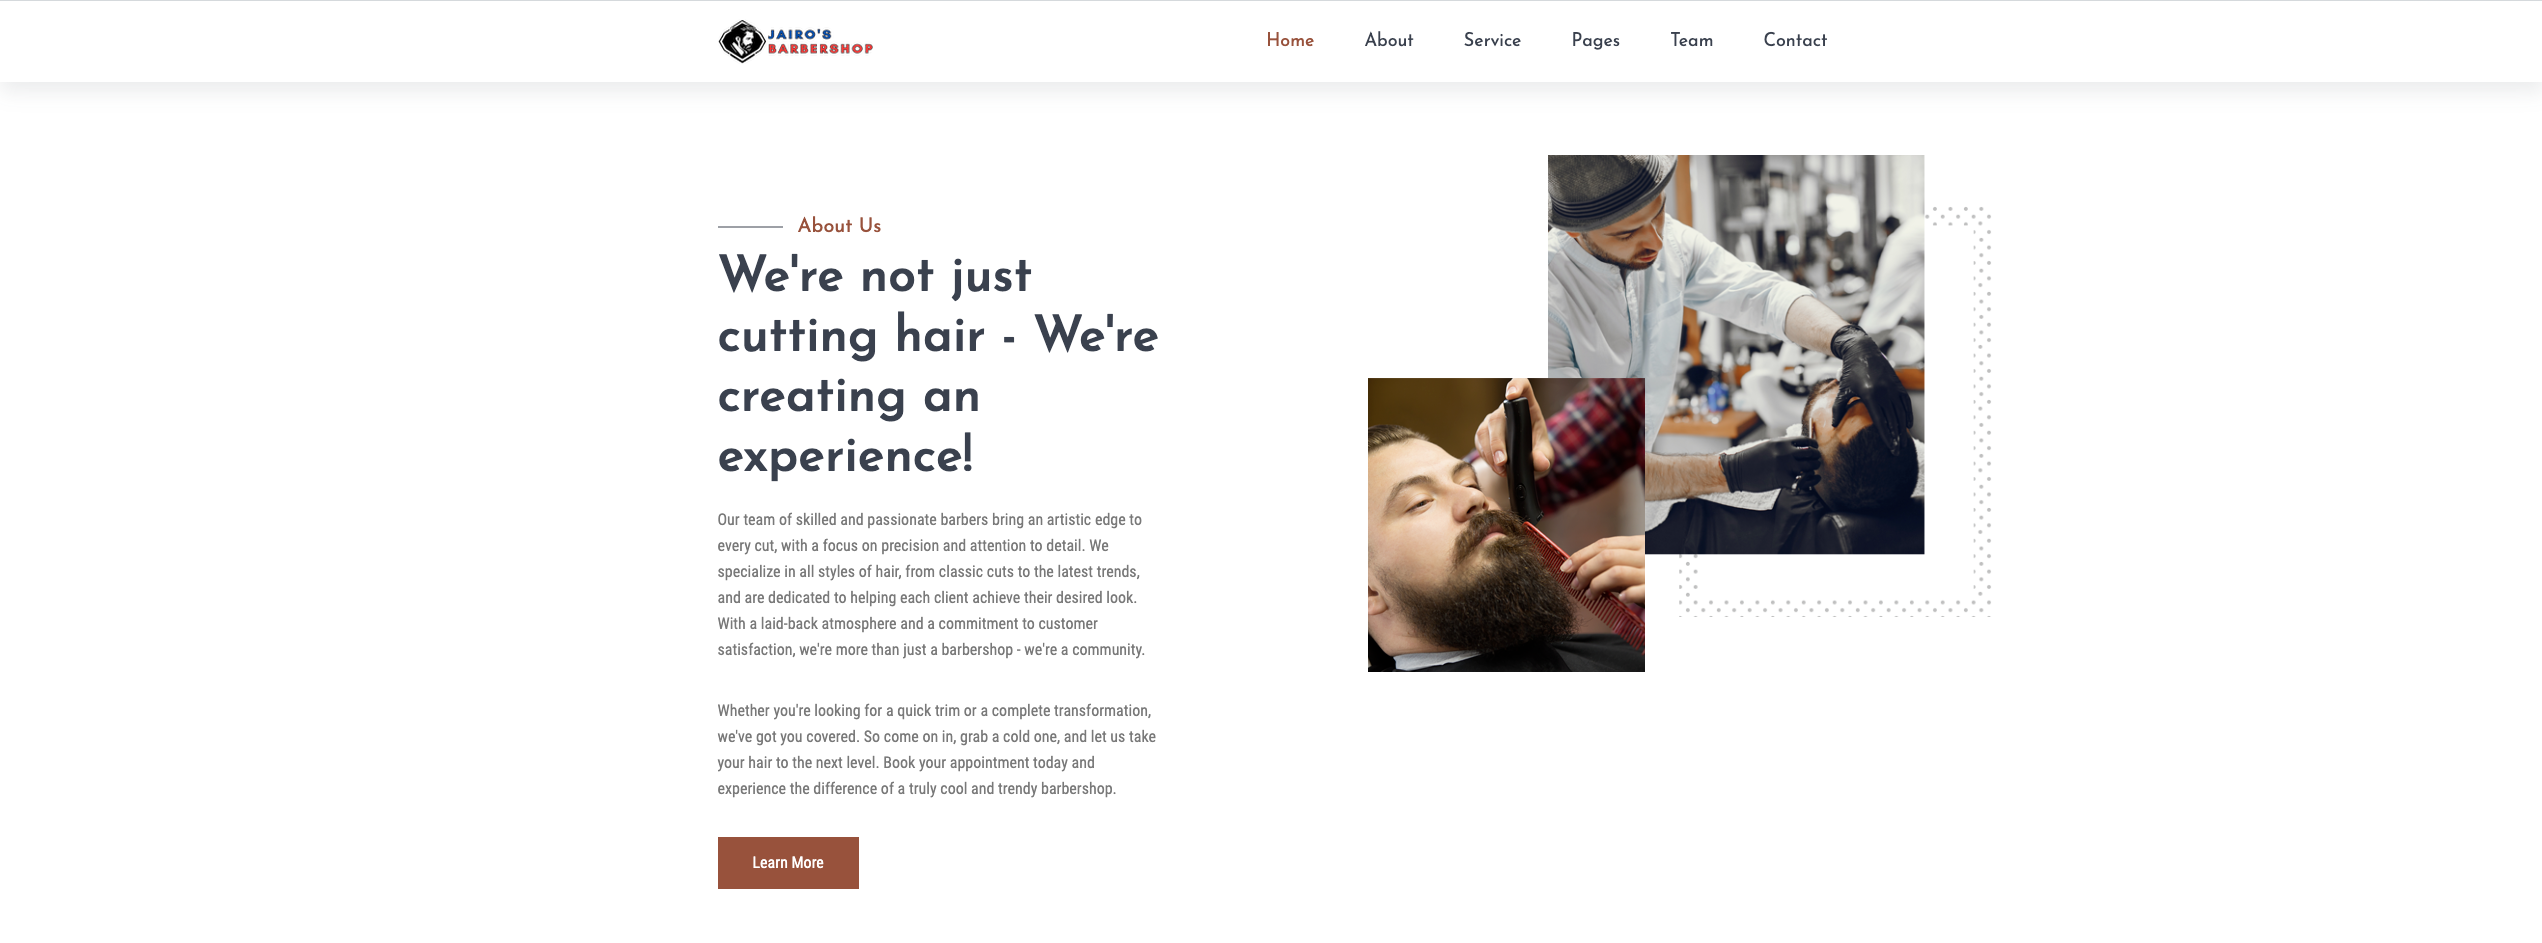 JAIRO'S
BARBERSHOP
Home About Service Pages Team Contact
About Us
We're not just
cutting hair - We're
creating an
experience!
Our team of skilled and passionate barbers bring an artistic edge to
every cut, with a focus on precision and attention to detail. We
specialize in all styles of hair, from classic cuts to the latest trends,
and are dedicated to helping each client achieve their desired look.
With a laid-back atmosphere and a commitment to customer
satisfaction, we're more than just a barbershop - we're a community.
Whether you're looking for a quick trim or a complete transformation,
we've got you covered. So come on in, grab a cold one, and let us take
your hair to the next level. Book your appointment today and
experience the difference of a truly cool and trendy barbershop.
Learn More